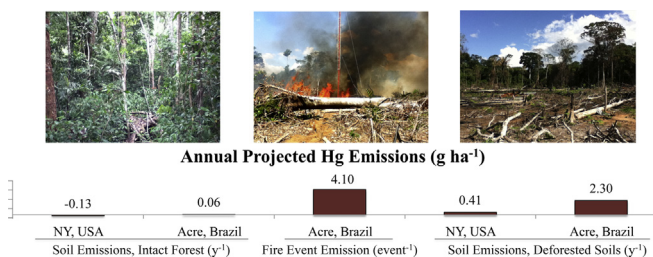 Annual Projected Hg Emissions (g ha⁻¹)
-0.13 0.06 4.10 0.41 2.30
NY, USA Acre, Brazil Acre, Brazil NY, USA Acre, Brazil
Soil Emissions, Intact Forest (y⁻¹) Fire Event Emission (event⁻¹) Soil Emissions, Deforested Soils (y⁻¹)